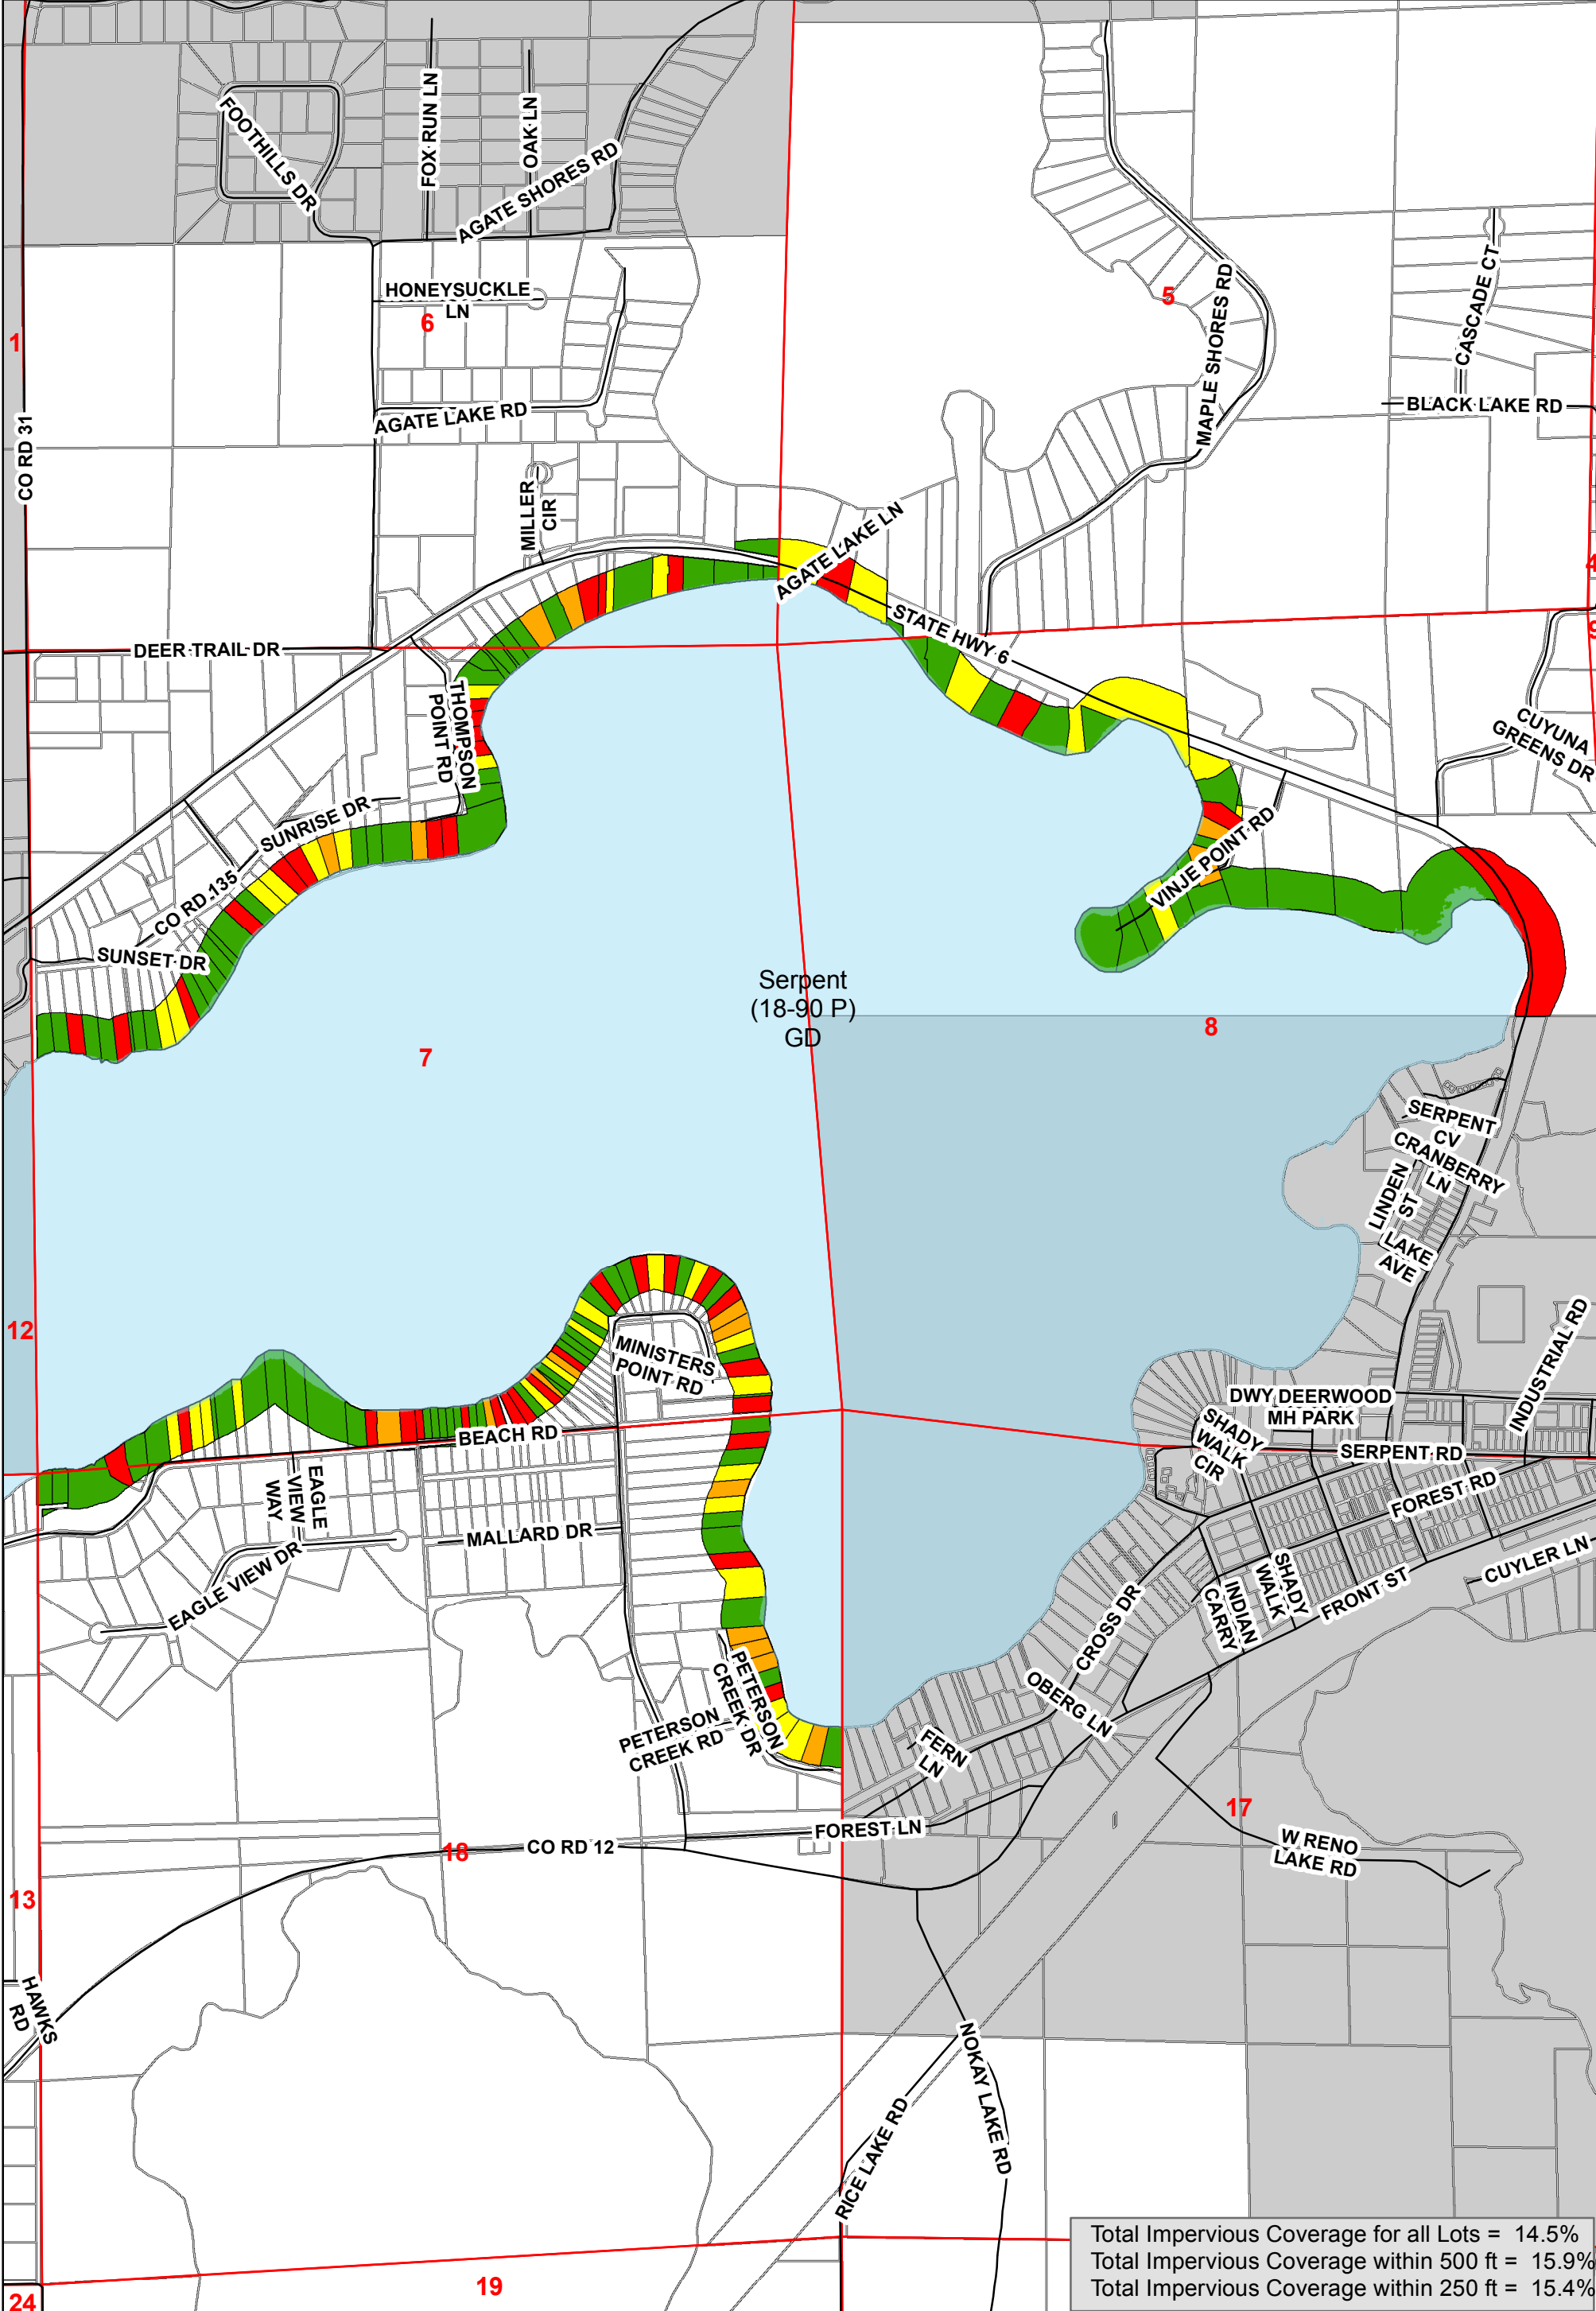 FOOTHILLS DR
FOX RUN LN
OAK LN
AGATE SHORES RD
HONEYSUCKLE
LN
6
5
1
MAPLE SHORES RD
CASCADE CT
CO RD 31
AGATE LAKE RD
BLACK LAKE RD
MILLER
CIR
AGATE LAKE LN
4
STATE HWY 6
9
DEER TRAIL DR
THOMPSON
POINT RD
CUYUNA
GREENS DR
SUNRISE DR
VINJE POINT RD
CO RD 135
SUNSET DR
Serpent
(18-90 P)
GD
7
8
SERPENT
CV
CRANBERRY
LN
LINDEN
ST
LAKE
AVE
12
INDUSTRIAL RD
MINISTERS
POINT RD
DWY DEERWOOD
MH PARK
BEACH RD
SHADY
WALK
CIR
SERPENT RD
EAGLE
VIEW
WAY
FOREST RD
MALLARD DR
EAGLE VIEW DR
CUYLER LN
SHADY
WALK
INDIAN
CARRY
FRONT ST
CROSS DR
PETERSON
CREEK DR
OBERG LN
PETERSON
CREEK RD
FERN
LN
17
FOREST LN
CO RD 12
18
W RENO
LAKE RD
13
HAWKS
RD
NOKAY LAKE RD
RICE LAKE RD
19
24
Total Impervious Coverage for all Lots = 14.5%
Total Impervious Coverage within 500 ft = 15.9%
Total Impervious Coverage within 250 ft = 15.4%